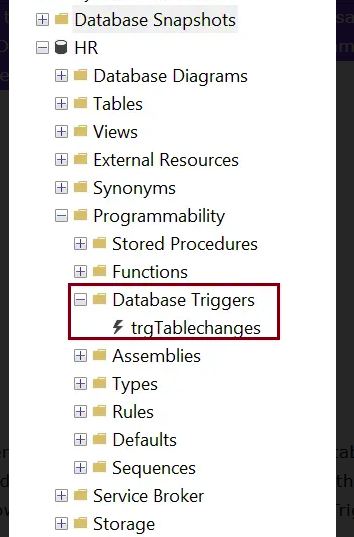 Database Snapshots
HR
Database Diagrams
Tables
Views
External Resources
Synonyms
Programmability
Stored Procedures
Functions
Database Triggers
trgTablechanges
Assemblies
Types
Rules
Defaults
Sequences
Service Broker
Storage